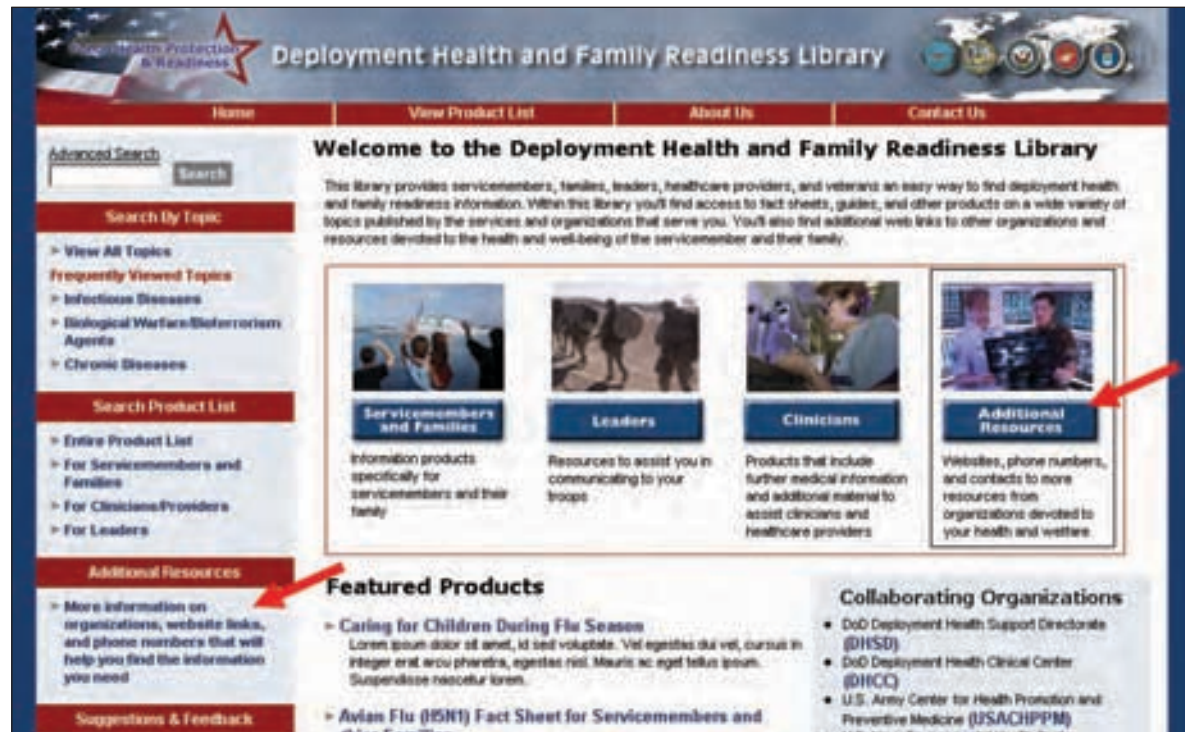 Force Health Protection
& Readiness
Deployment Health and Family Readiness Library
Home
View Product List
About Us
Contact Us
Advanced Search
Search
Search By Topic
View All Topics
Frequently Viewed Topics
Infectious Diseases
Biological Warfare/Bioterrorism
Agents
Chronic Diseases
Search Product List
Entire Product List
For Servicemembers and
Families
For Clinicians/Providers
For Leaders
Additional Resources
More information on
organizations, website links,
and phone numbers that will
help you find the information
you need
Suggestions & Feedback
Welcome to the Deployment Health and Family Readiness Library
This library provides servicemembers, families, leaders, healthcare providers, and veterans an easy way to find deployment health
and family readiness information. Within this library you'll find access to fact sheets, guides, and other products on a wide variety of
topics published by the services and organizations that serve you. You'll also find additional web links to other organizations and
resources devoted to the health and well-being of the servicemember and their family.
Servicemembers
and Families
Information products
specifically for
servicemembers and their
family
Leaders
Resources to assist you in
communicating to your
troops
Clinicians
Products that include
further medical information
and additional material to
assist clinicians and
healthcare providers
Additional
Resources
Websites, phone numbers,
and contacts to more
resources from
organizations devoted to
your health and welfare
Featured Products
Caring for Children During Flu Season
Lorem ipsum dolor sit amet, id sed voluptate. Vel egestas dui vel, cursus in
integer erat arcu pharetra, egestas nisl. Mauris ac eget tellus ipsum.
Suspendisse nascetur lorem.
Avian Flu (H5N1) Fact Sheet for Servicemembers and
Collaborating Organizations
DoD Deployment Health Support Directorate
(DHSD)
DoD Deployment Health Clinical Center
(DHCC)
U.S. Army Center for Health Promotion and
Preventive Medicine (USACHPPM)